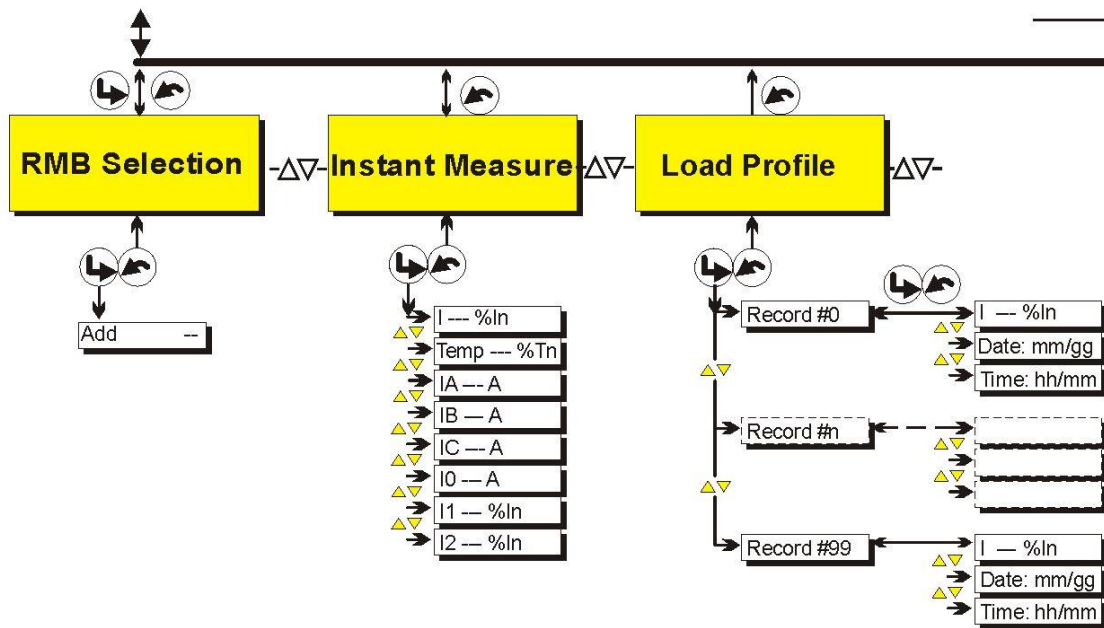 RMB Selection
Instant Measure
Load Profile
Add --
I --- %In
Temp --- %Tn
IA --- A
IB --- A
IC --- A
I0 --- A
I1 --- %In
I2 --- %In
Record #0
I --- %In
Date: mm/gg
Time: hh/mm
Record #n
Record #99
I --- %In
Date: mm/gg
Time: hh/mm